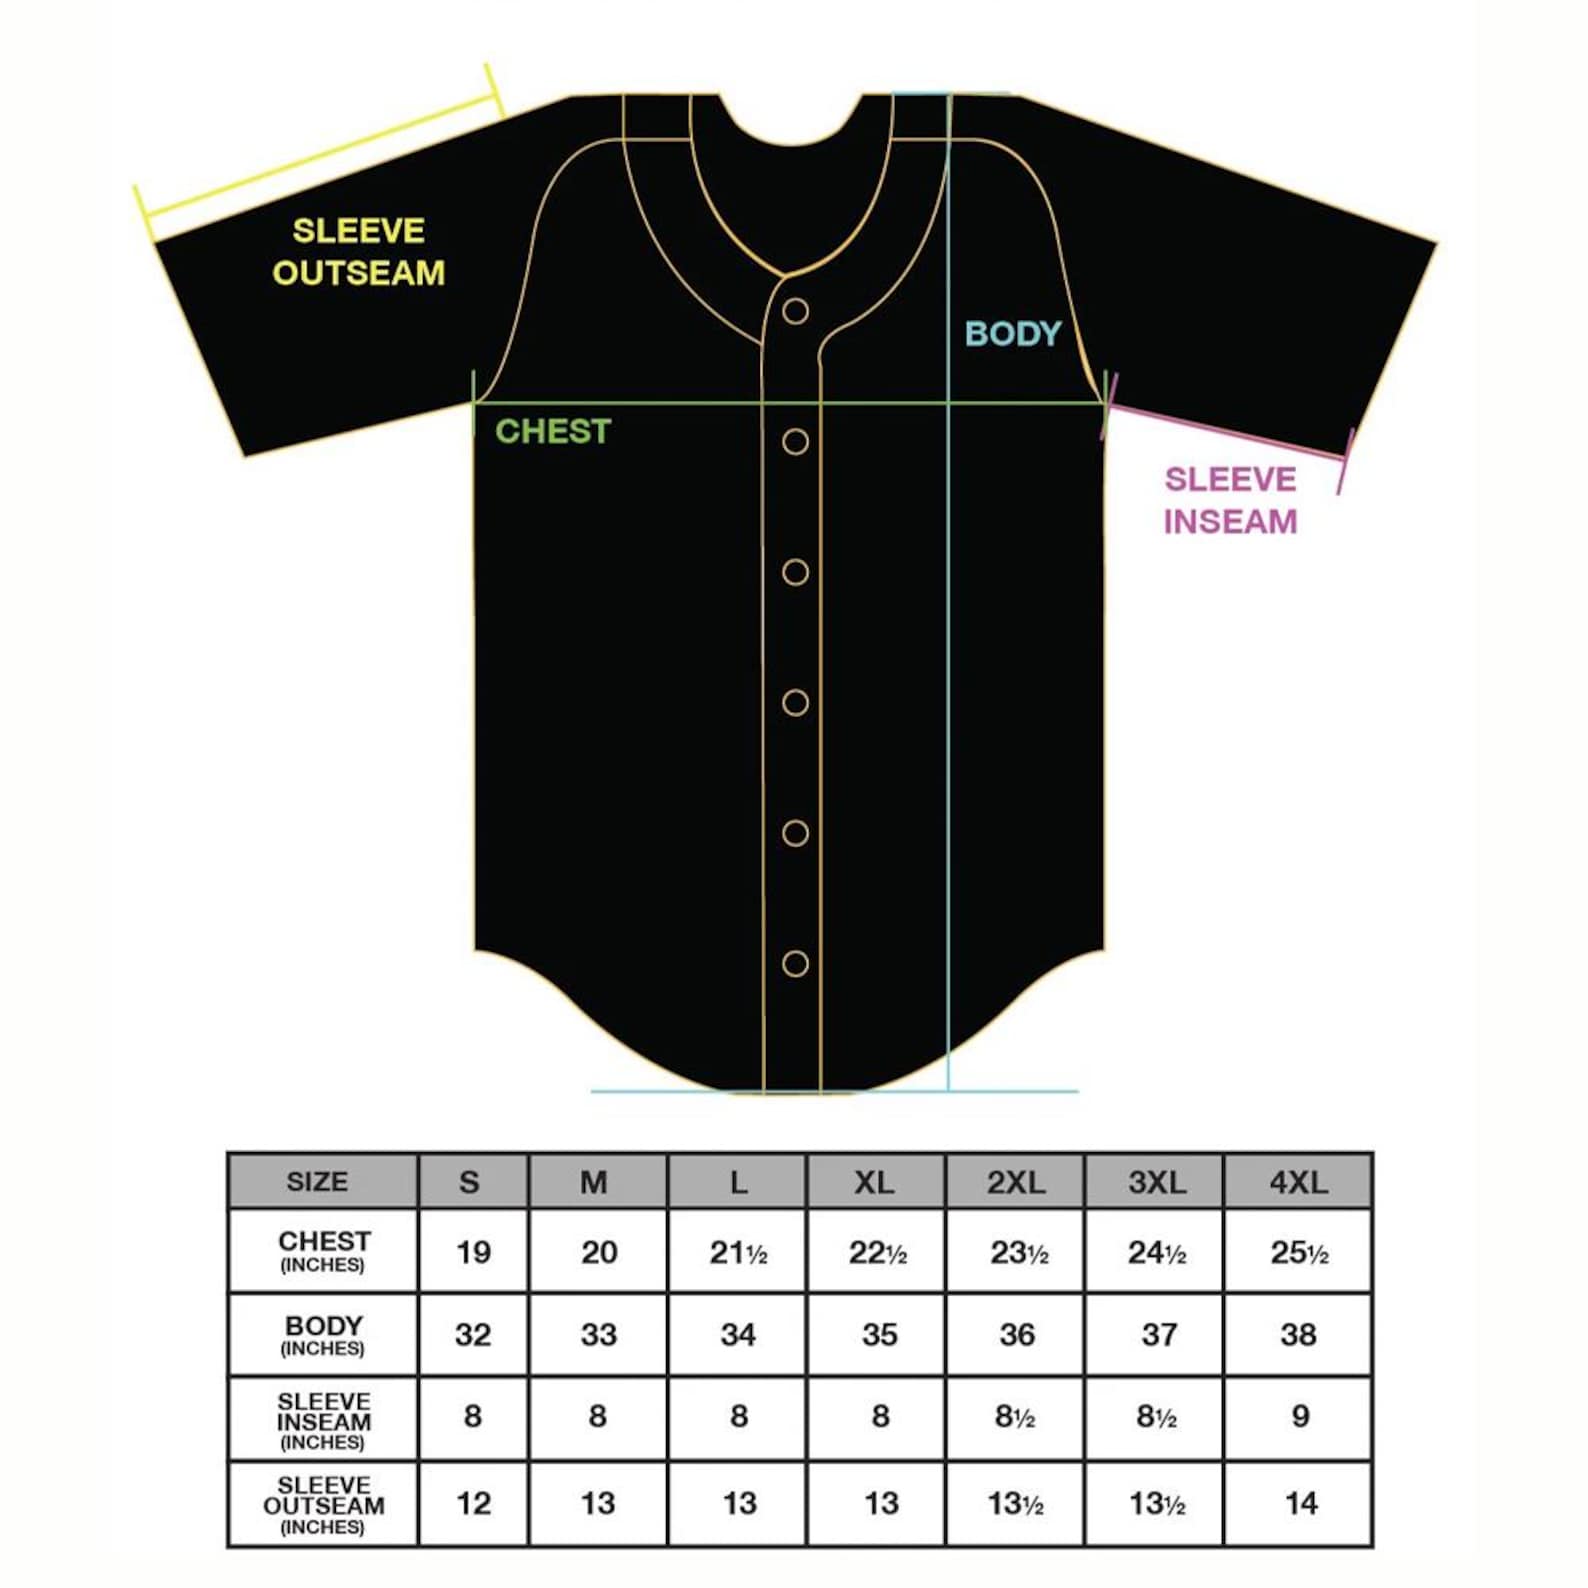 SLEEVE
OUTSEAM
BODY
CHEST
SLEEVE
INSEAM
SIZE S M L XL 2XL 3XL 4XL
CHEST
(INCHES) 19 20 21½ 22½ 23½ 24½ 25½
BODY
(INCHES) 32 33 34 35 36 37 38
SLEEVE
INSEAM
(INCHES) 8 8 8 8 8½ 8½ 9
SLEEVE
OUTSEAM
(INCHES) 12 13 13 13 13½ 13½ 14